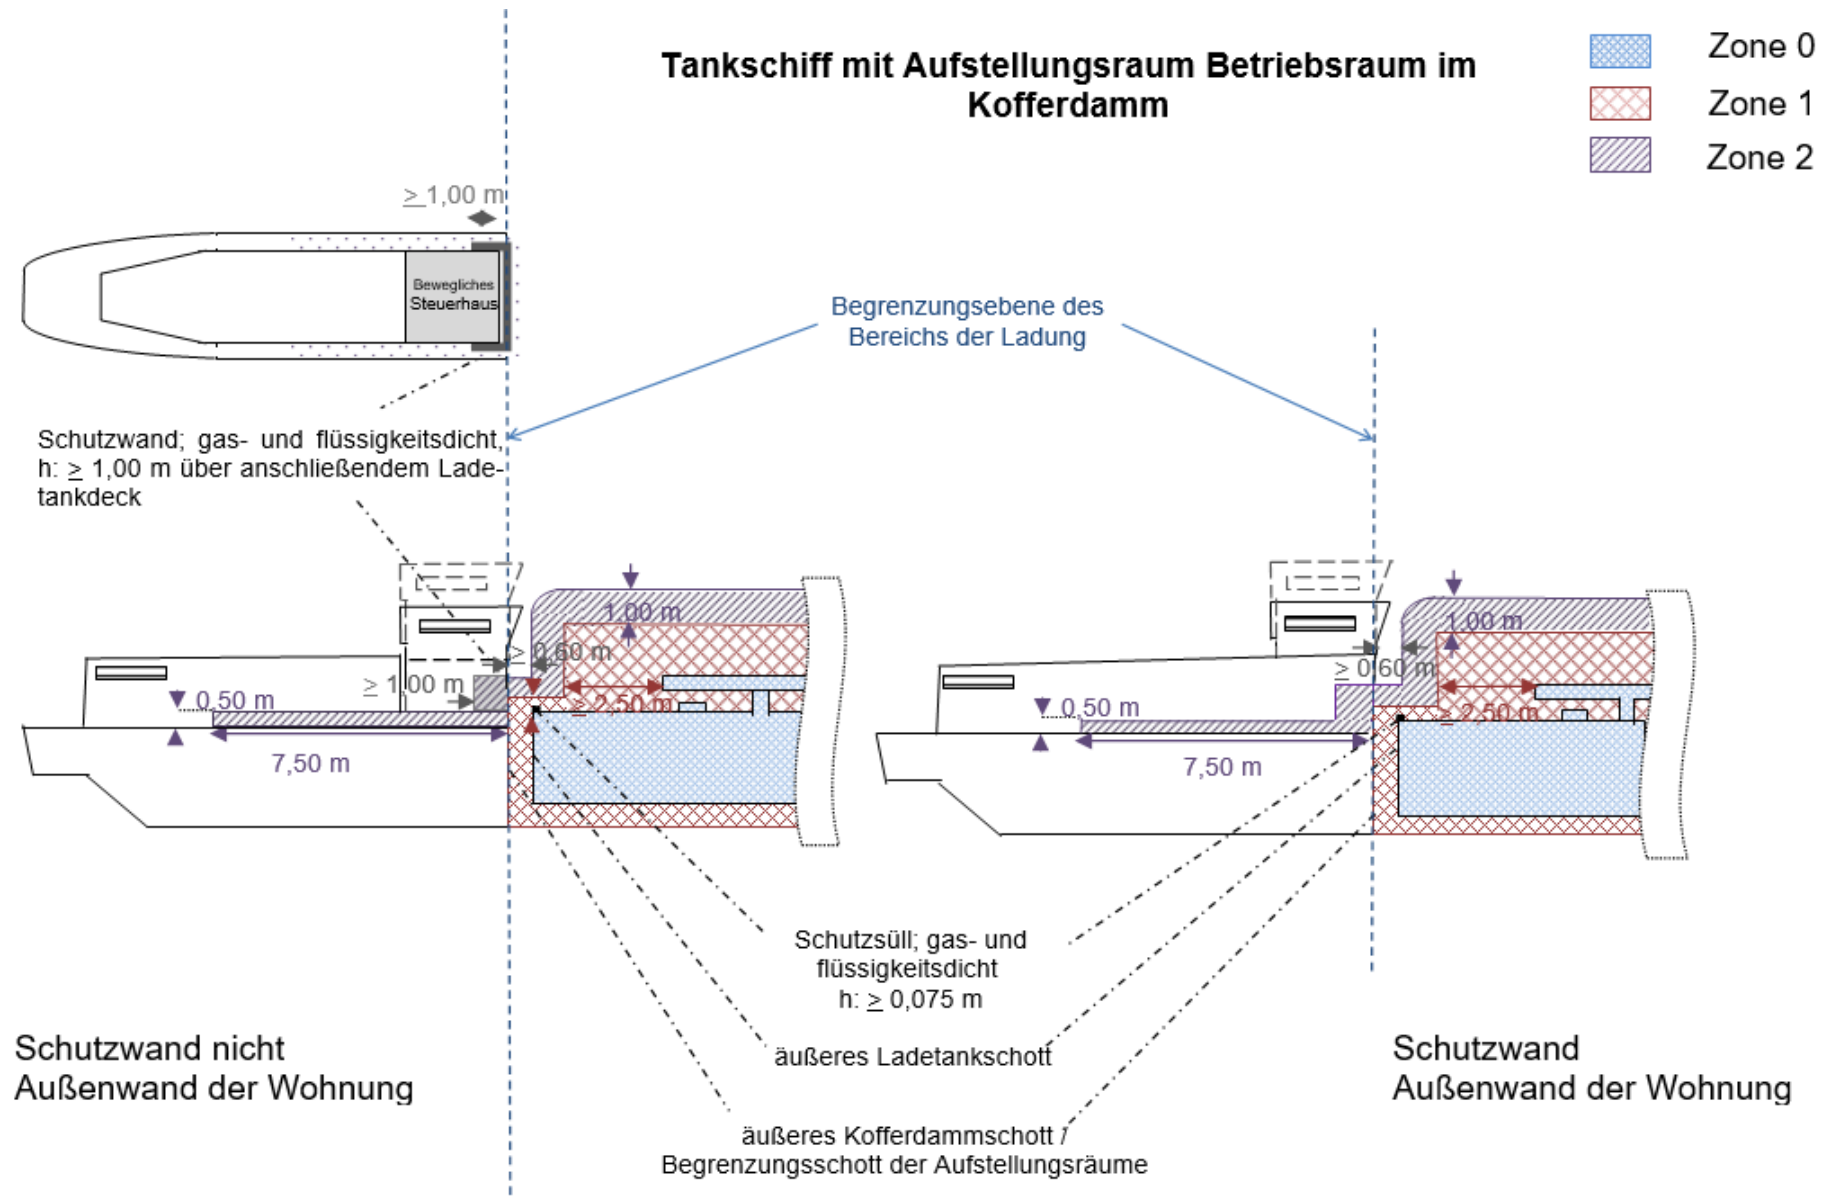 Tankschiff mit Aufstellungsraum Betriebsraum im
Kofferdamm
Zone 0
Zone 1
Zone 2
≥ 1,00 m
Bewegliches
Steuerhaus
Begrenzungsebene des
Bereichs der Ladung
Schutzwand; gas- und flüssigkeitsdicht,
h: ≥ 1,00 m über anschließendem Lade-
tankdeck
1,00 m
≥ 0,60 m
≥ 1,00 m
0,50 m
≥ 2,50 m
7,50 m
1,00 m
≥ 0,60 m
0,50 m
≥ 2,50 m
7,50 m
Schutzsüll; gas- und
flüssigkeitsdicht
h: ≥ 0,075 m
Schutzwand nicht
Außenwand der Wohnung
äußeres Ladetankschott
Schutzwand
Außenwand der Wohnung
äußeres Kofferdammschott /
Begrenzungsschott der Aufstellungsräume